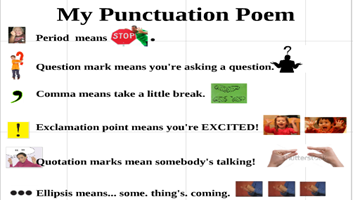 My Punctuation Poem
Period means STOP.
Question mark means you're asking a question.
?
, Comma means take a little break.
! Exclamation point means you're EXCITED!
Quotation marks mean somebody's talking!
••• Ellipsis means... some. thing's. coming.